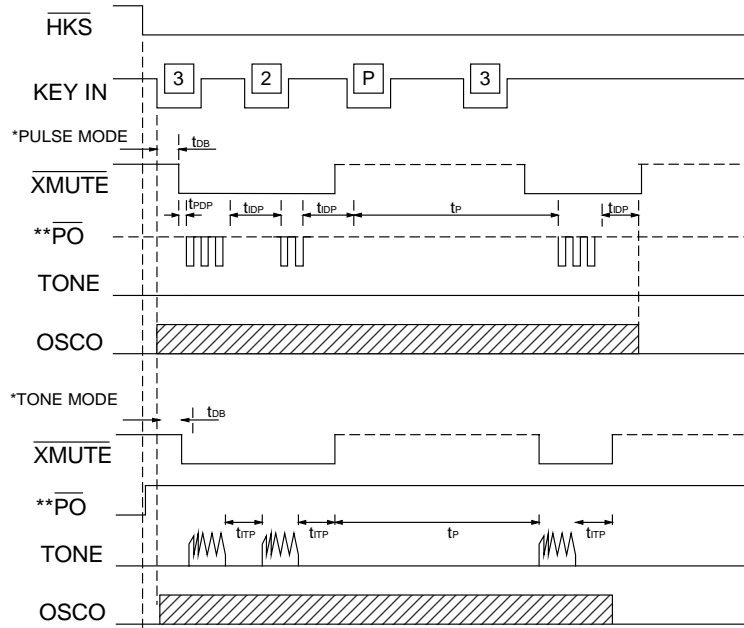 HKS
KEY IN 3 2 P 3
*PULSE MODE tDB
XMUTE
tPDP tIDP tIDP tP tIDP
**PO
TONE
OSCO
*TONE MODE tDB
XMUTE
**PO
tITP tITP tP tITP
TONE
OSCO